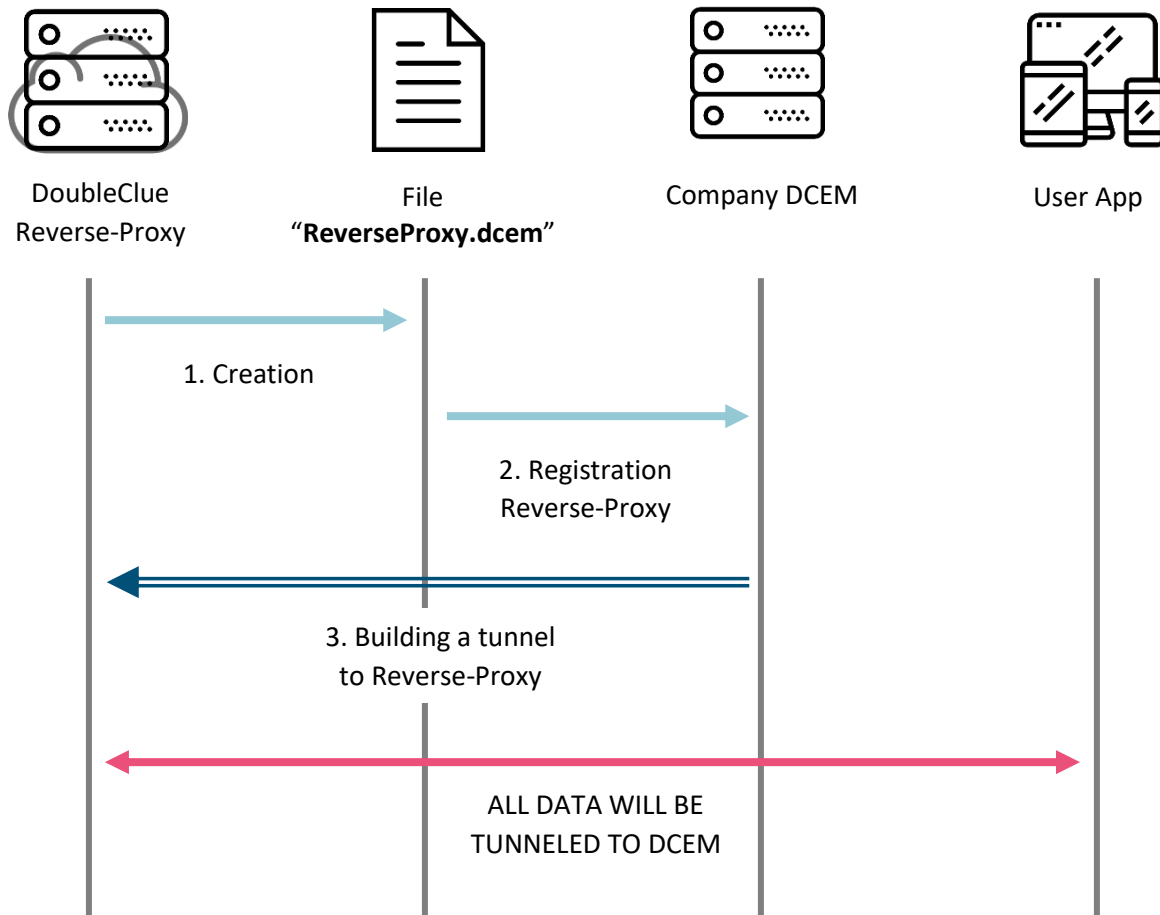 DoubleClue
Reverse-Proxy
File
“ReverseProxy.dcem”
Company DCEM
User App
1. Creation
2. Registration
Reverse-Proxy
3. Building a tunnel
to Reverse-Proxy
ALL DATA WILL BE
TUNNELED TO DCEM